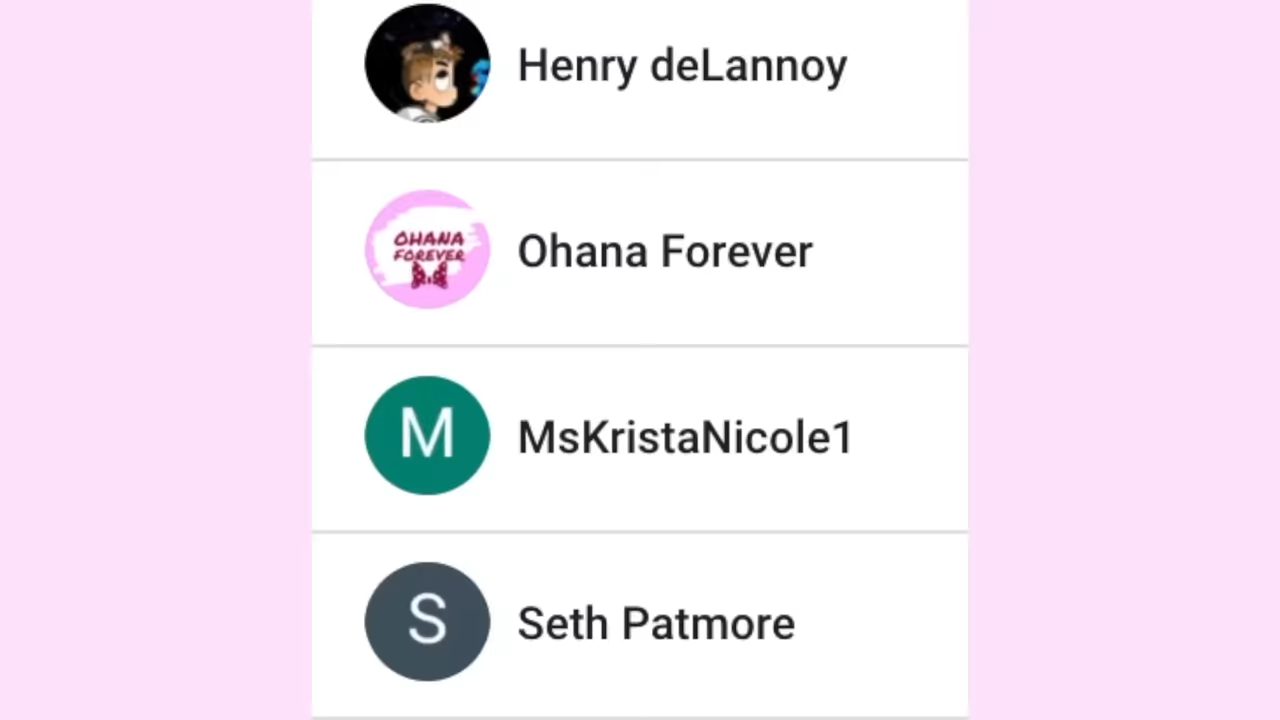 Henry deLannoy
OHANA
FOREVER
Ohana Forever
M
MsKristaNicole1
S
Seth Patmore